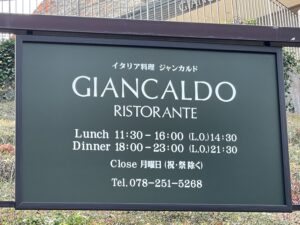 イタリア料理 ジャンカルド
GIANCALDO
RISTORANTE
Lunch 11:30－16:00 (L.O.)14:30
Dinner 18:00－23:00 (L.O.)21:30
Close 月曜日(祝・祭除く)
Tel. 078-251-5268